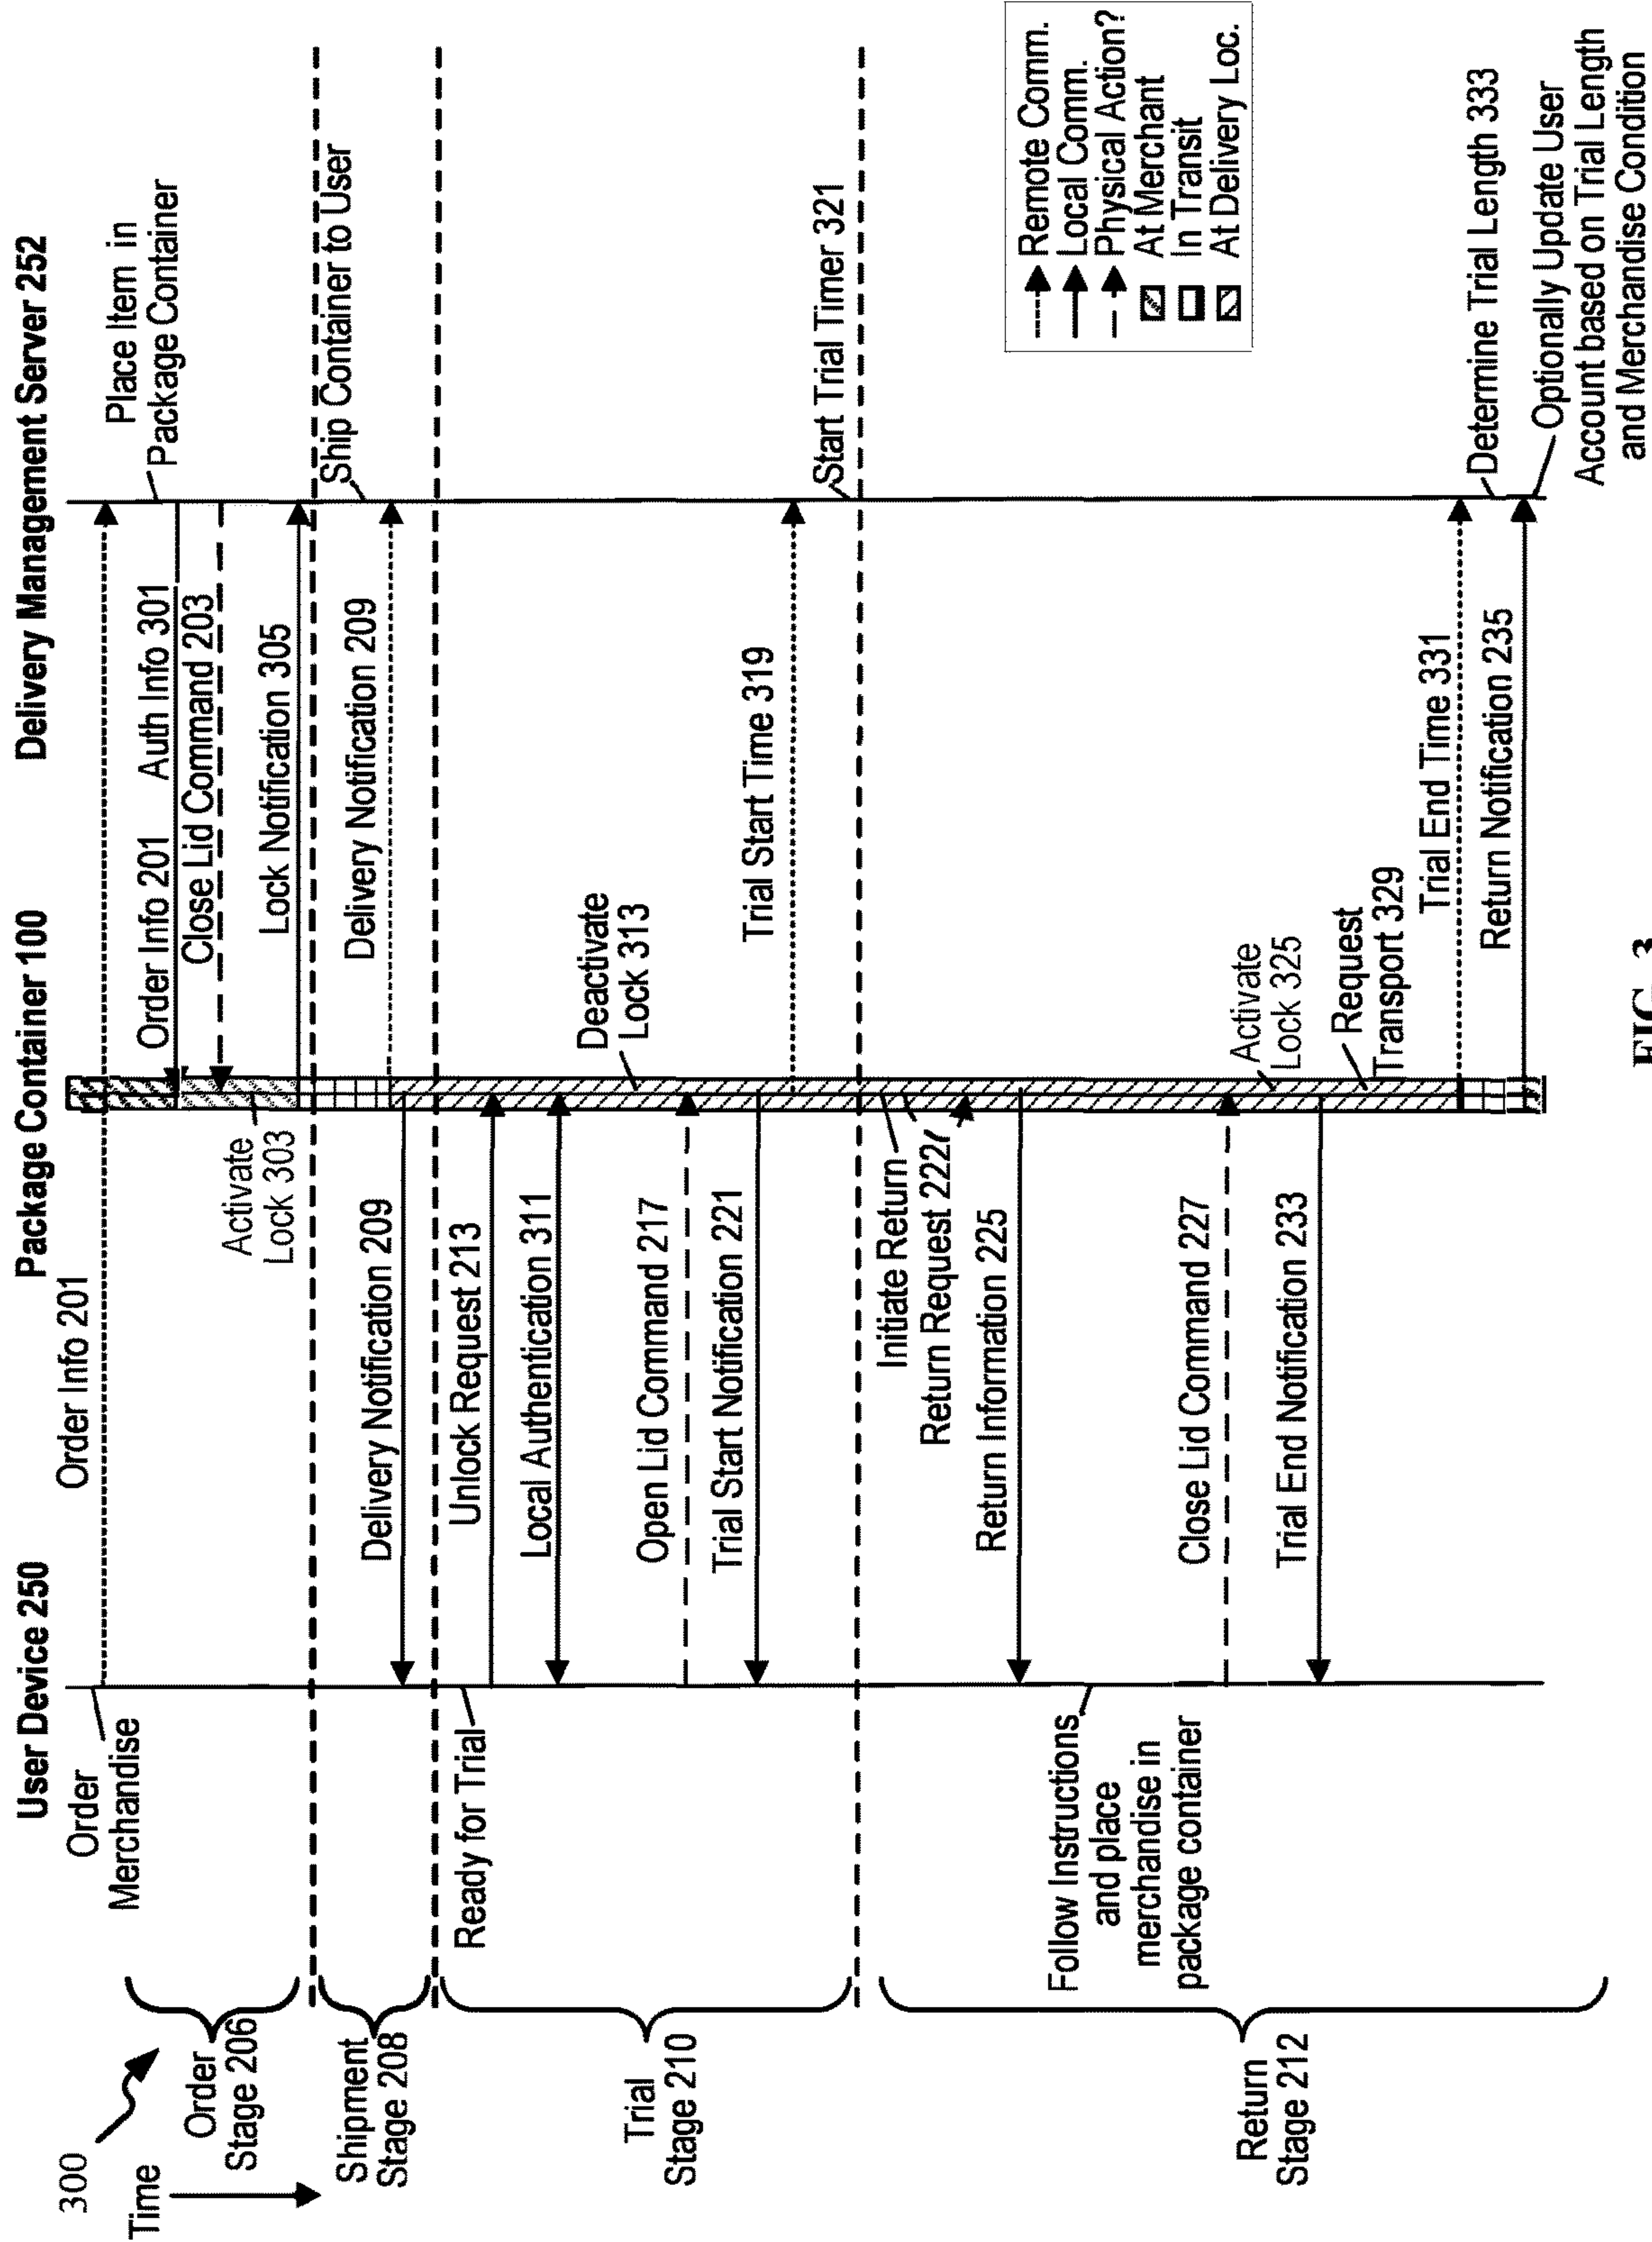 300
Time
User Device 250
Package Container 100
Delivery Management Server 252
Order
Stage 206
Order
Merchandise
Order Info 201
Place Item in
Package Container
Order Info 201
Auth Info 301
Close Lid Command 203
Activate
Lock 303
Lock Notification 305
Shipment
Stage 208
Ship Container to User
Delivery Notification 209
Delivery Notification 209
Trial
Stage 210
Ready for Trial
Unlock Request 213
Local Authentication 311
Deactivate
Lock 313
Open Lid Command 217
Trial Start Notification 221
Trial Start Time 319
Start Trial Timer 321
Return
Stage 212
Initiate Return
Return Request 222
Return Information 225
Follow Instructions
and place
merchandise in
package container
Close Lid Command 227
Activate
Lock 325
Trial End Notification 233
Request
Transport 329
Trial End Time 331
Determine Trial Length 333
Return Notification 235
Optionally Update User
Account based on Trial Length
and Merchandise Condition
Remote Comm.
Local Comm.
Physical Action?
At Merchant
In Transit
At Delivery Loc.
FIG. 3